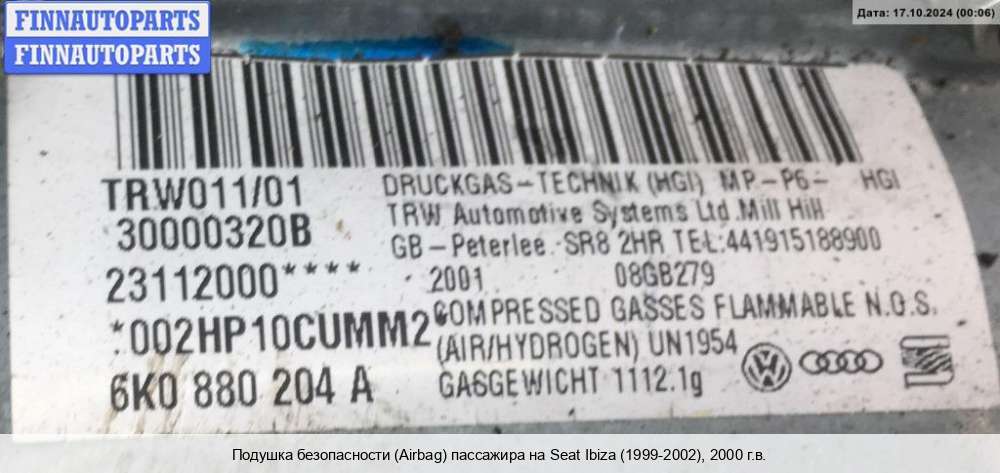 FINNAUTOPARTS
FINNAUTOPARTS
FINNAUTOPARTS
Дата: 17.10.2024 (00:06)
TRW011/01
30000320B
23112000****
*002HP10CUMM2*
6K0 880 204 A
DRUCKGAS-TECHNIK (HGI) MP-P6- HGI
TRW Automotive Systems Ltd.Mill Hill
GB-Peterlee. SR8 2HR TEL:441915188900
2001 08GB279
COMPRESSED GASSES FLAMMABLE N.O.S.
(AIR/HYDROGEN) UN1954
GASGEWICHT 1112.1g
Подушка безопасности (Airbag) пассажира на Seat Ibiza (1999-2002), 2000 г.в.